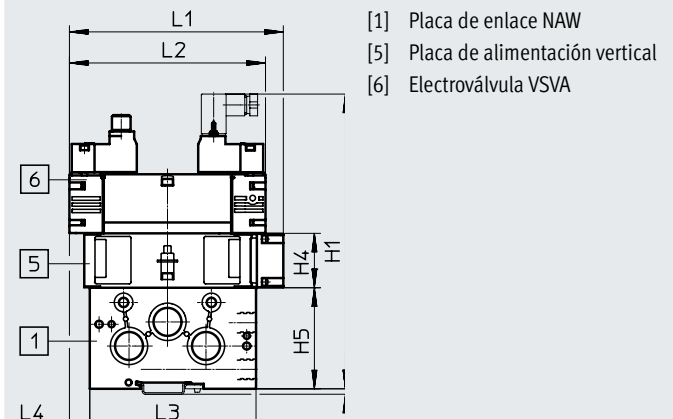 L1
L2
[1] Placa de enlace NAW
[5] Placa de alimentación vertical
[6] Electroválvula VSVA
6
5
1
H4
H1
H5
L4
L3